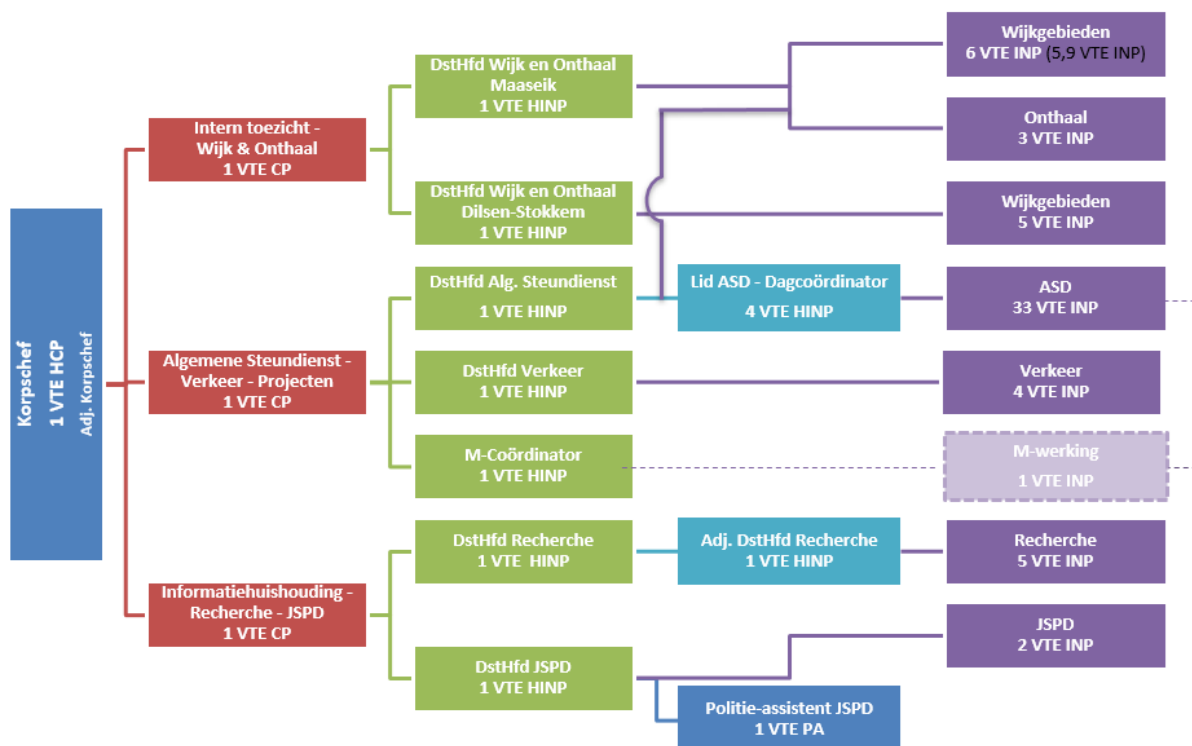 Korpschef
1 VTE HCP
Adj. Korpschef
Intern toezicht -
Wijk & Onthaal
1 VTE CP
Algemene Steundienst -
Verkeer - Projecten
1 VTE CP
Informatiehuishouding -
Recherche - JSPD
1 VTE CP
DstHfd Wijk en Onthaal
Maaseik
1 VTE HINP
DstHfd Wijk en Onthaal
Dilsen-Stokkem
1 VTE HINP
DstHfd Alg. Steundienst
1 VTE HINP
DstHfd Verkeer
1 VTE HINP
M-Coördinator
1 VTE HINP
DstHfd Recherche
1 VTE HINP
DstHfd JSPD
1 VTE HINP
Lid ASD - Dagcoördinator
4 VTE HINP
Adj. DstHfd Recherche
1 VTE HINP
Politie-assistent JSPD
1 VTE PA
Wijkgebieden
6 VTE INP (5,9 VTE INP)
Onthaal
3 VTE INP
Wijkgebieden
5 VTE INP
ASD
33 VTE INP
Verkeer
4 VTE INP
M-werking
1 VTE INP
Recherche
5 VTE INP
JSPD
2 VTE INP